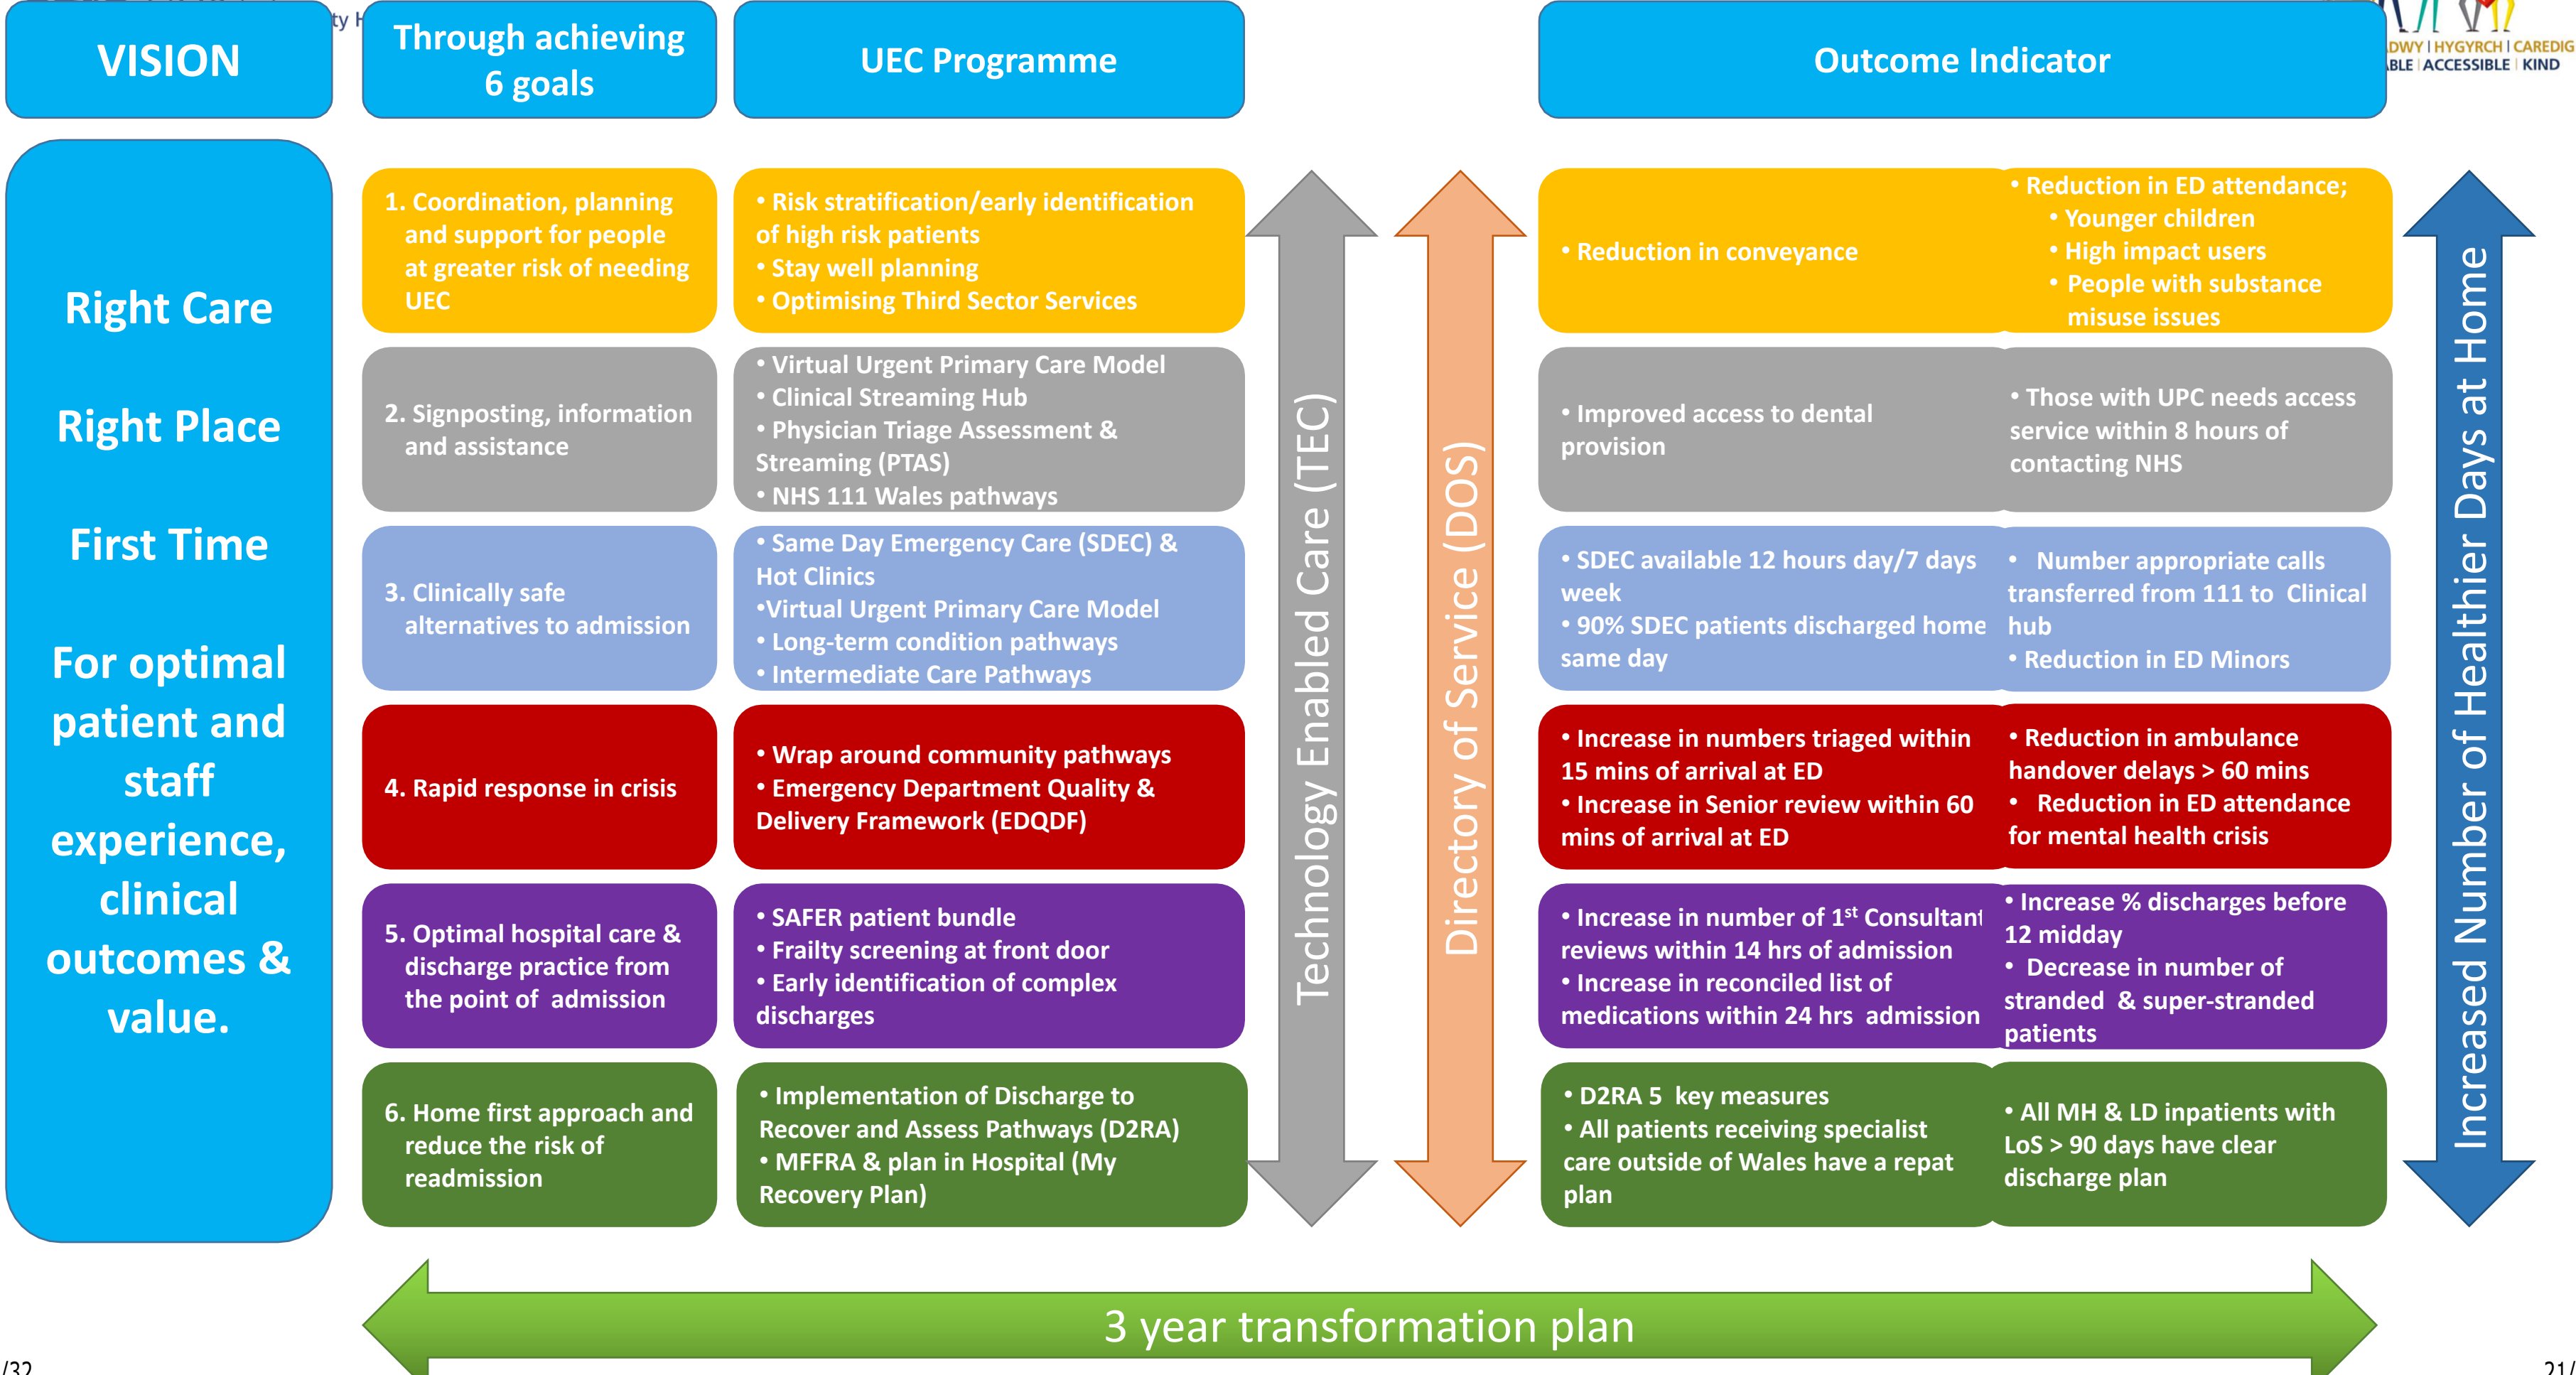 ty H
DWY | HYGYRCH | CAREDIG
BLE | ACCESSIBLE | KIND
VISION
Through achieving
6 goals
UEC Programme
Outcome Indicator
Right Care
Right Place
First Time
For optimal
patient and
staff
experience,
clinical
outcomes &
value.
1. Coordination, planning
and support for people
at greater risk of needing
UEC
• Risk stratification/early identification
of high risk patients
• Stay well planning
• Optimising Third Sector Services
• Reduction in conveyance
• Reduction in ED attendance;
• Younger children
• High impact users
• People with substance
misuse issues
2. Signposting, information
and assistance
• Virtual Urgent Primary Care Model
• Clinical Streaming Hub
• Physician Triage Assessment &
Streaming (PTAS)
• NHS 111 Wales pathways
• Improved access to dental
provision
• Those with UPC needs access
service within 8 hours of
contacting NHS
3. Clinically safe
alternatives to admission
• Same Day Emergency Care (SDEC) &
Hot Clinics
•Virtual Urgent Primary Care Model
• Long-term condition pathways
• Intermediate Care Pathways
• SDEC available 12 hours day/7 days
week
• 90% SDEC patients discharged home
same day
• Number appropriate calls
transferred from 111 to Clinical
hub
• Reduction in ED Minors
4. Rapid response in crisis
• Wrap around community pathways
• Emergency Department Quality &
Delivery Framework (EDQDF)
• Increase in numbers triaged within
15 mins of arrival at ED
• Increase in Senior review within 60
mins of arrival at ED
• Reduction in ambulance
handover delays > 60 mins
• Reduction in ED attendance
for mental health crisis
5. Optimal hospital care &
discharge practice from
the point of admission
• SAFER patient bundle
• Frailty screening at front door
• Early identification of complex
discharges
• Increase in number of 1st Consultant
reviews within 14 hrs of admission
• Increase in reconciled list of
medications within 24 hrs admission
• Increase % discharges before
12 midday
• Decrease in number of
stranded & super-stranded
patients
6. Home first approach and
reduce the risk of
readmission
• Implementation of Discharge to
Recover and Assess Pathways (D2RA)
• MFFRA & plan in Hospital (My
Recovery Plan)
• D2RA 5 key measures
• All patients receiving specialist
care outside of Wales have a repat
plan
• All MH & LD inpatients with
LoS > 90 days have clear
discharge plan
Technology Enabled Care (TEC)
Directory of Service (DOS)
Increased Number of Healthier Days at Home
3 year transformation plan
/32
21/